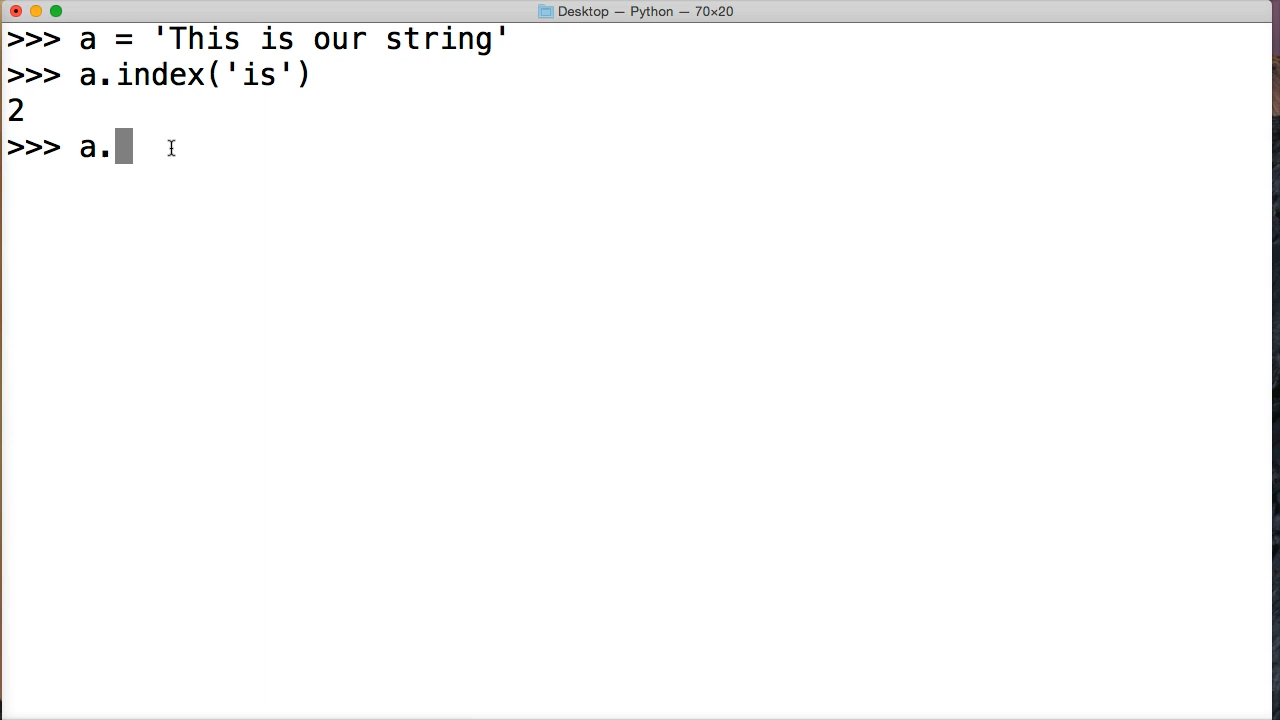 Desktop — Python — 70×20
>>> a = 'This is our string'
>>> a.index('is')
2
>>> a.